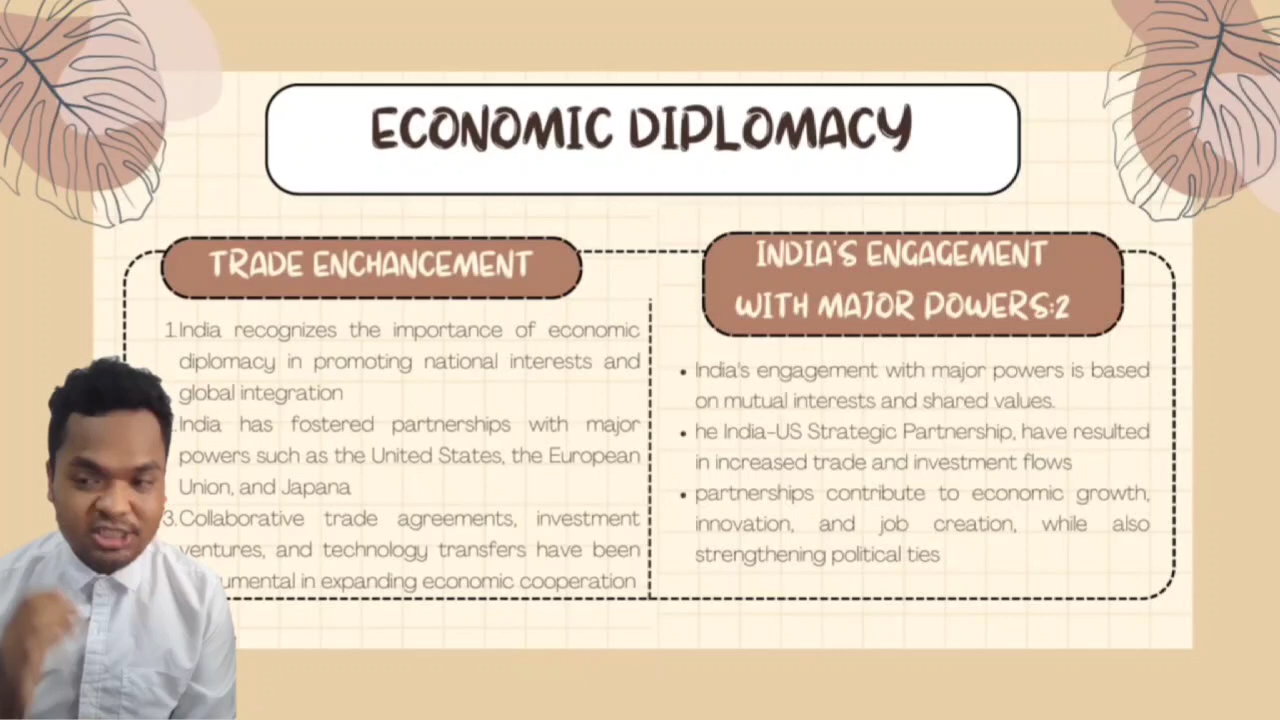 ECONOMIC DIPLOMACY
TRADE ENCHANCEMENT
1.India recognizes the importance of economic
diplomacy in promoting national interests and
global integration
India has fostered partnerships with major
powers such as the United States, the European
Union, and Japana
3.Collaborative trade agreements, investment
ventures, and technology transfers have been
umental in expanding economic cooperation
INDIA'S ENGAGEMENT
WITH MAJOR POWERS:2
• India's engagement with major powers is based
on mutual interests and shared values.
• he India-US Strategic Partnership, have resulted
in increased trade and investment flows
• partnerships contribute to economic growth,
innovation, and job creation, while also
strengthening political ties